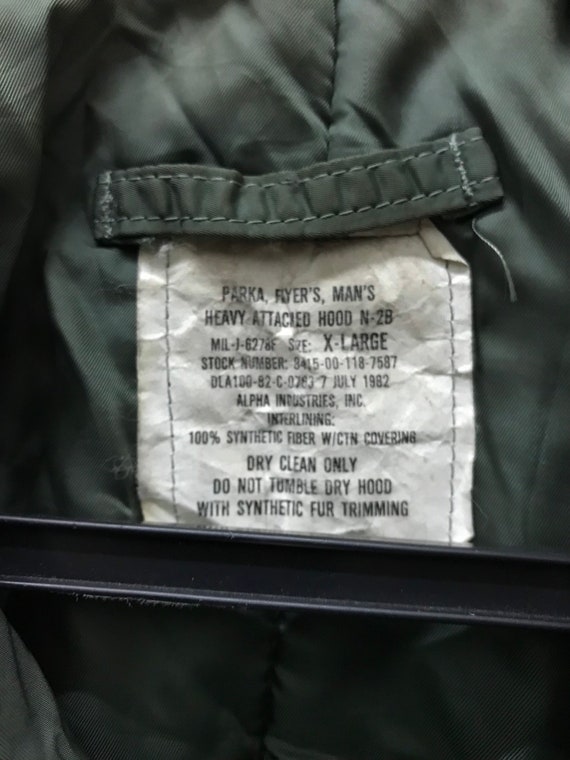 PARKA, FLYER'S, MAN'S
HEAVY ATTACHED HOOD N-2B
MIL-J-6278F SIZE: X-LARGE
STOCK NUMBER: 8415-00-118-7587
DLA100-82-C-0783 7 JULY 1982
ALPHA INDUSTRIES, INC.
INTERLINING:
100% SYNTHETIC FIBER W/CTN COVERING
DRY CLEAN ONLY
DO NOT TUMBLE DRY HOOD
WITH SYNTHETIC FUR TRIMMING